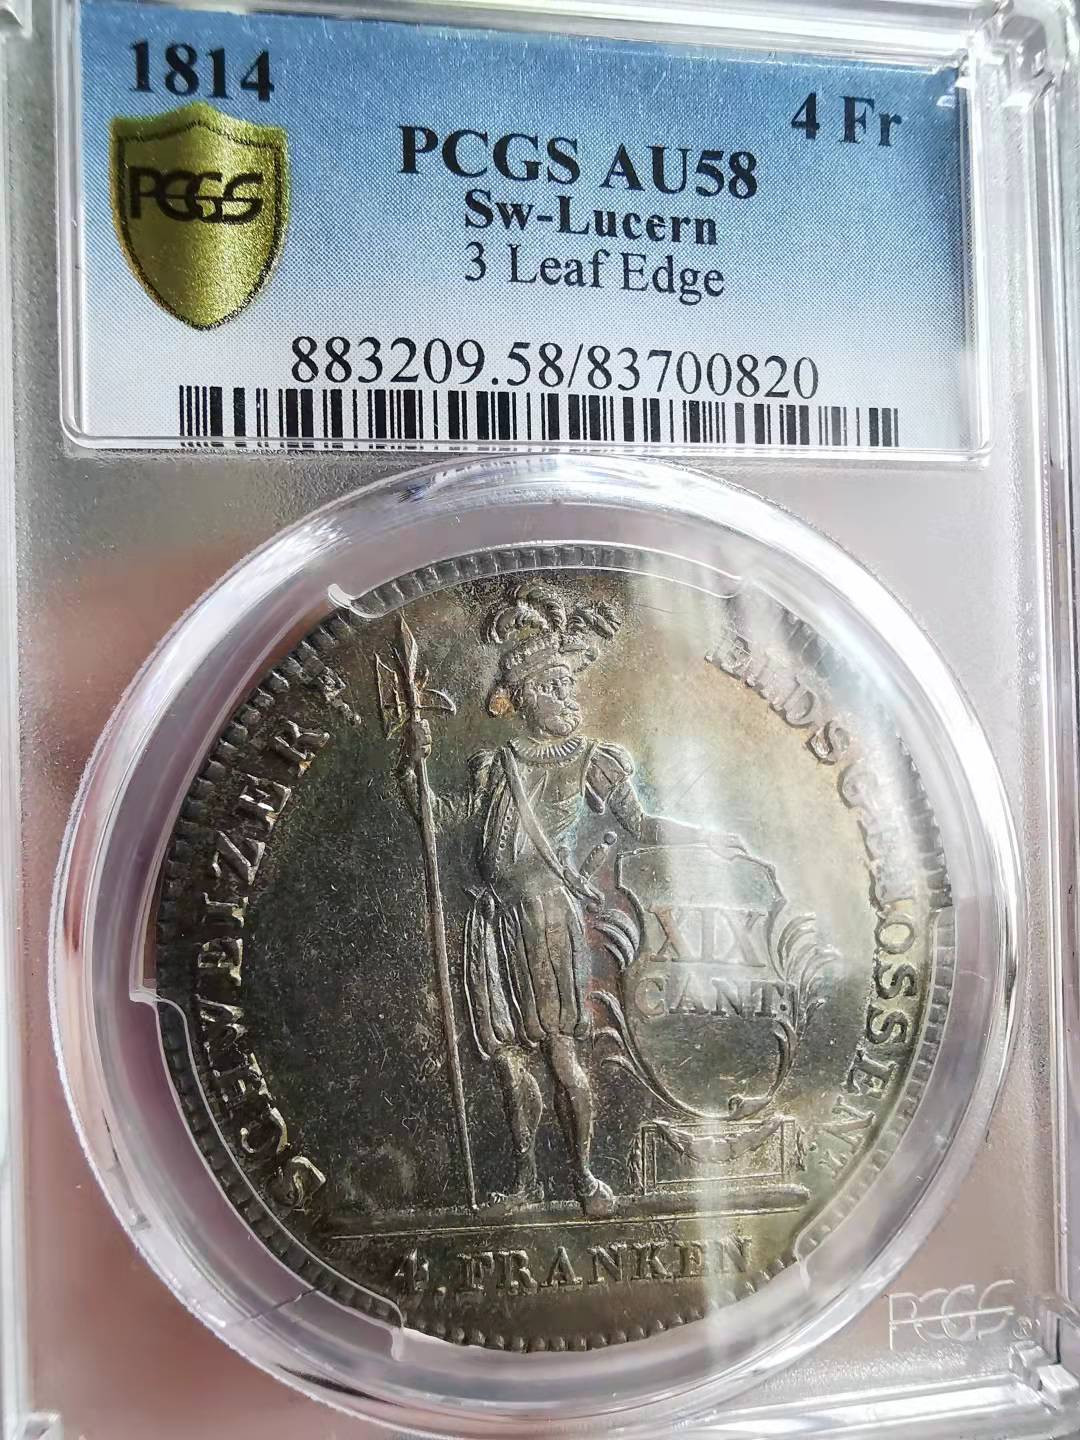 1814
4 Fr
PCGS AU58
PCGS
Sw-Lucern
3 Leaf Edge
883209.58/83700820
SCHWEIZER
EIDSGENOSSEN.
XIX
CANT.
4. FRANKEN
PCGS